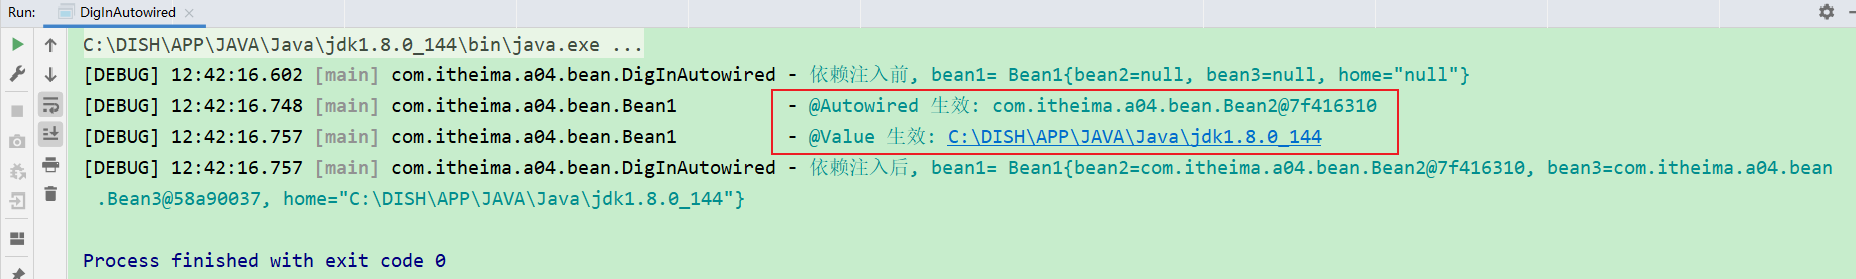 Run: DigInAutowired
C:\DISH\APP\JAVA\Java\jdk1.8.0_144\bin\java.exe ...
[DEBUG] 12:42:16.602 [main] com.itheima.a04.bean.DigInAutowired - 依赖注入前, bean1= Bean1{bean2=null, bean3=null, home="null"}
[DEBUG] 12:42:16.748 [main] com.itheima.a04.bean.Bean1 - @Autowired 生效: com.itheima.a04.bean.Bean2@7f416310
[DEBUG] 12:42:16.757 [main] com.itheima.a04.bean.Bean1 - @Value 生效: C:\DISH\APP\JAVA\Java\jdk1.8.0_144
[DEBUG] 12:42:16.757 [main] com.itheima.a04.bean.DigInAutowired - 依赖注入后, bean1= Bean1{bean2=com.itheima.a04.bean.Bean2@7f416310, bean3=com.itheima.a04.bean
.Bean3@58a90037, home="C:\DISH\APP\JAVA\Java\jdk1.8.0_144"}
Process finished with exit code 0